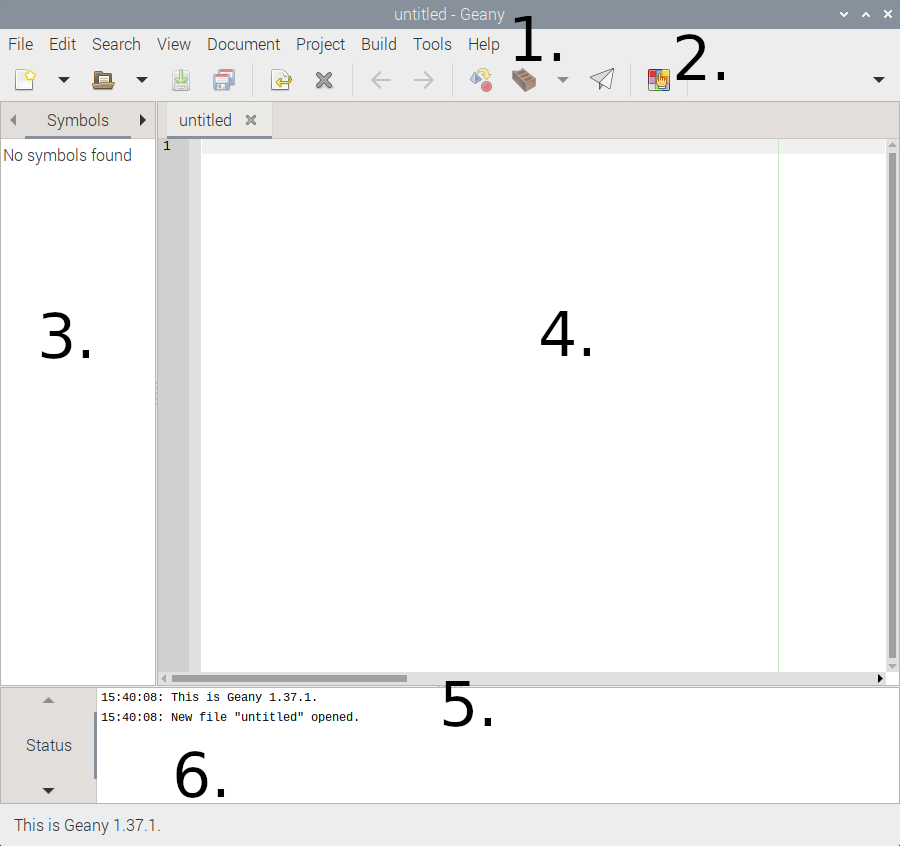 untitled - Geany
File Edit Search View Document Project Build Tools Help 1.
2.
Symbols untitled
No symbols found 1
3. 4.
15:40:08: This is Geany 1.37.1.
15:40:08: New file "untitled" opened.
5.
Status
6.
This is Geany 1.37.1.